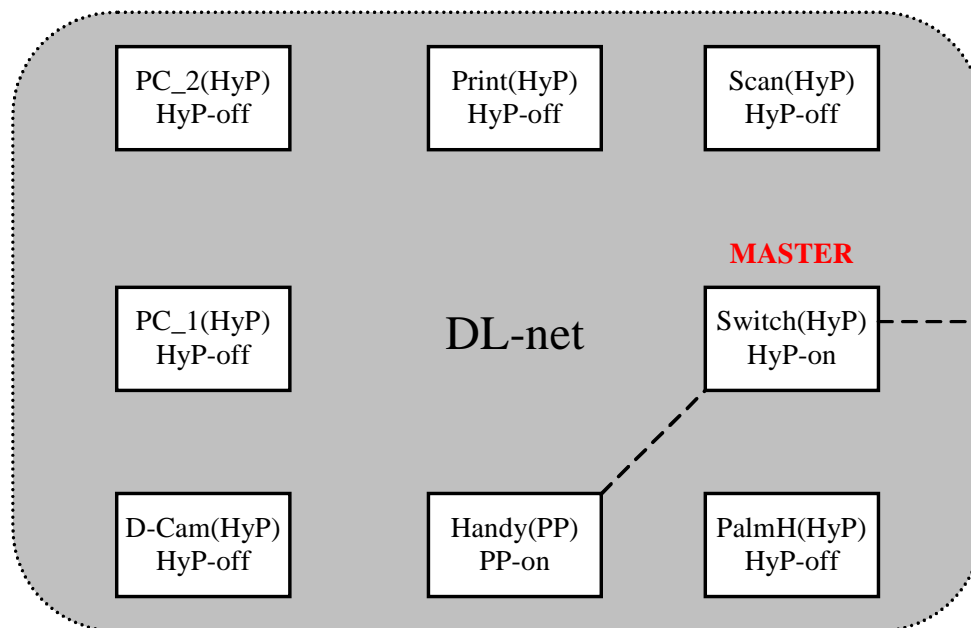 PC_2(HyP)
HyP-off
Print(HyP)
HyP-off
Scan(HyP)
HyP-off
MASTER
PC_1(HyP)
HyP-off
DL-net
Switch(HyP)
HyP-on
D-Cam(HyP)
HyP-off
Handy(PP)
PP-on
PalmH(HyP)
HyP-off